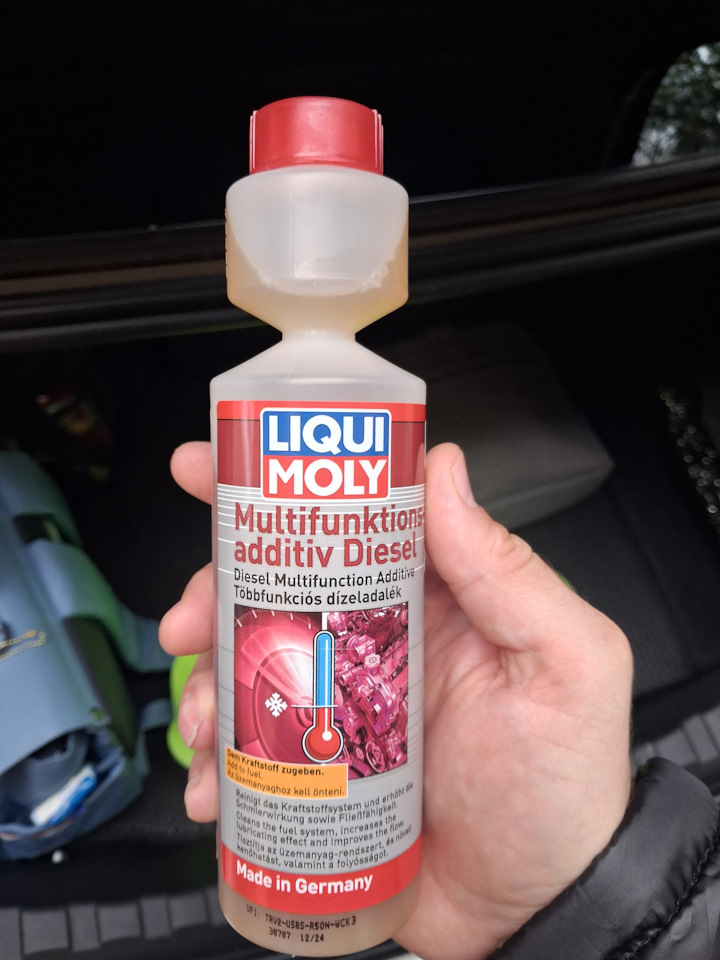 LIQUI
MOLY
Multifunktions-
additiv Diesel
Diesel Multifunction Additive
Többfunkciós dízeladalék
Dem Kraftstoff zugeben.
Add to fuel.
Az üzemanyaghoz kell önteni.
Reinigt das Kraftstoffsystem und erhöht die
Schmierwirkung sowie Fließfähigkeit.
Cleans the fuel system, increases the
lubricating effect and improves the flow.
Tisztítja az üzemanyag-rendszert, és növeli
kenőhatást, valamint a folyósságot.
Made in Germany
UFI: TRV2-U58S-R50N-WCK3
38787 12/24